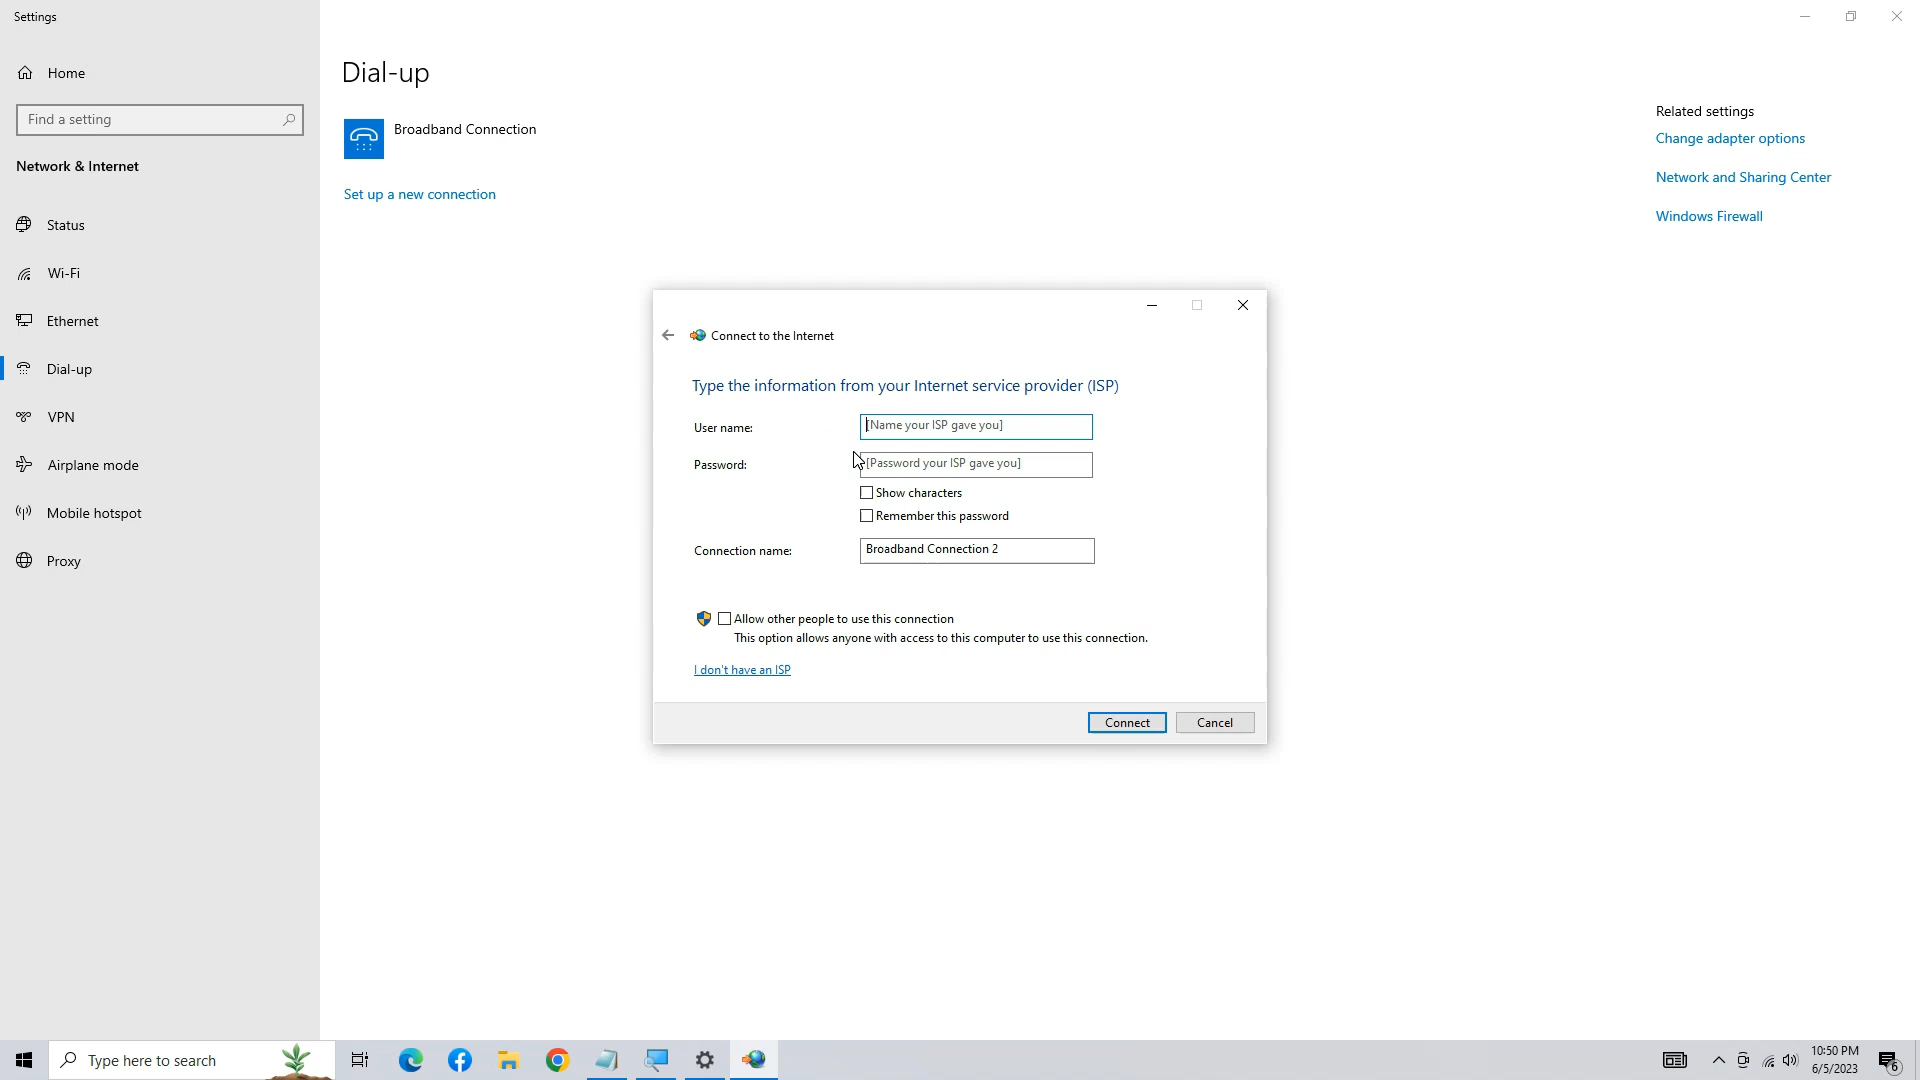 Settings
Home
Find a setting
Network & Internet
Status
Wi-Fi
Ethernet
Dial-up
VPN
Airplane mode
Mobile hotspot
Proxy
Dial-up
Broadband Connection
Set up a new connection
Related settings
Change adapter options
Network and Sharing Center
Windows Firewall
Connect to the Internet
Type the information from your Internet service provider (ISP)
User name: [Name your ISP gave you]
Password: [Password your ISP gave you]
Show characters
Remember this password
Connection name: Broadband Connection 2
Allow other people to use this connection
This option allows anyone with access to this computer to use this connection.
I don't have an ISP
Connect Cancel
Type here to search
10:50 PM
6/5/2023
6